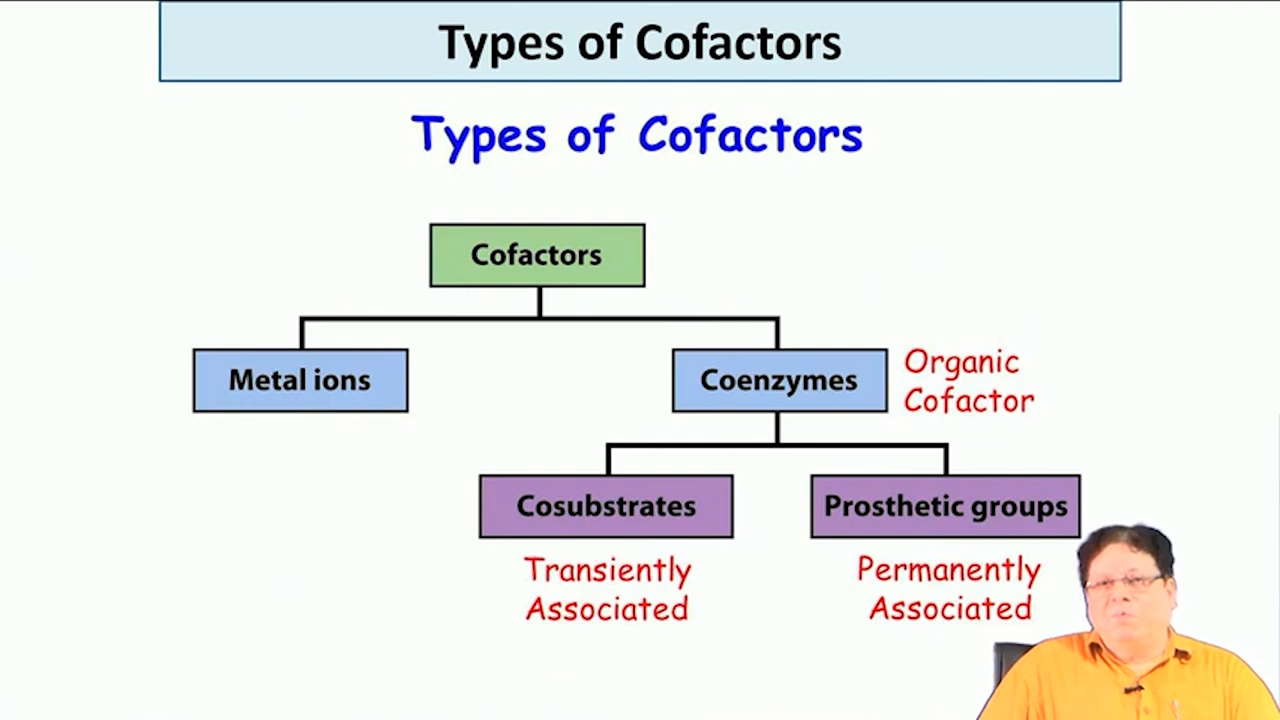 Types of Cofactors
Types of Cofactors
Cofactors
Metal ions
Coenzymes
Organic
Cofactor
Cosubstrates
Prosthetic groups
Transiently
Associated
Permanently
Associated